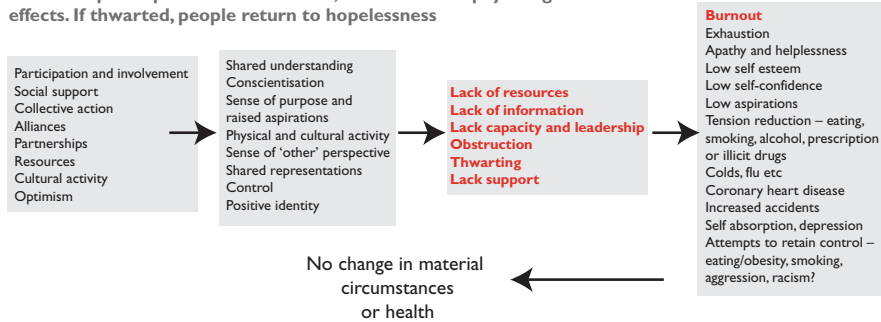 effects. If thwarted, people return to hopelessness
Participation and involvement
Social support
Collective action
Alliances
Partnerships
Resources
Cultural activity
Optimism
Shared understanding
Conscientisation
Sense of purpose and
raised aspirations
Physical and cultural activity
Sense of ‘other’ perspective
Shared representations
Control
Positive identity
Lack of resources
Lack of information
Lack capacity and leadership
Obstruction
Thwarting
Lack support
Burnout
Exhaustion
Apathy and helplessness
Low self esteem
Low self-confidence
Low aspirations
Tension reduction – eating,
smoking, alcohol, prescription
or illicit drugs
Colds, flu etc
Coronary heart disease
Increased accidents
Self absorption, depression
Attempts to retain control –
eating/obesity, smoking,
aggression, racism?
No change in material
circumstances
or health